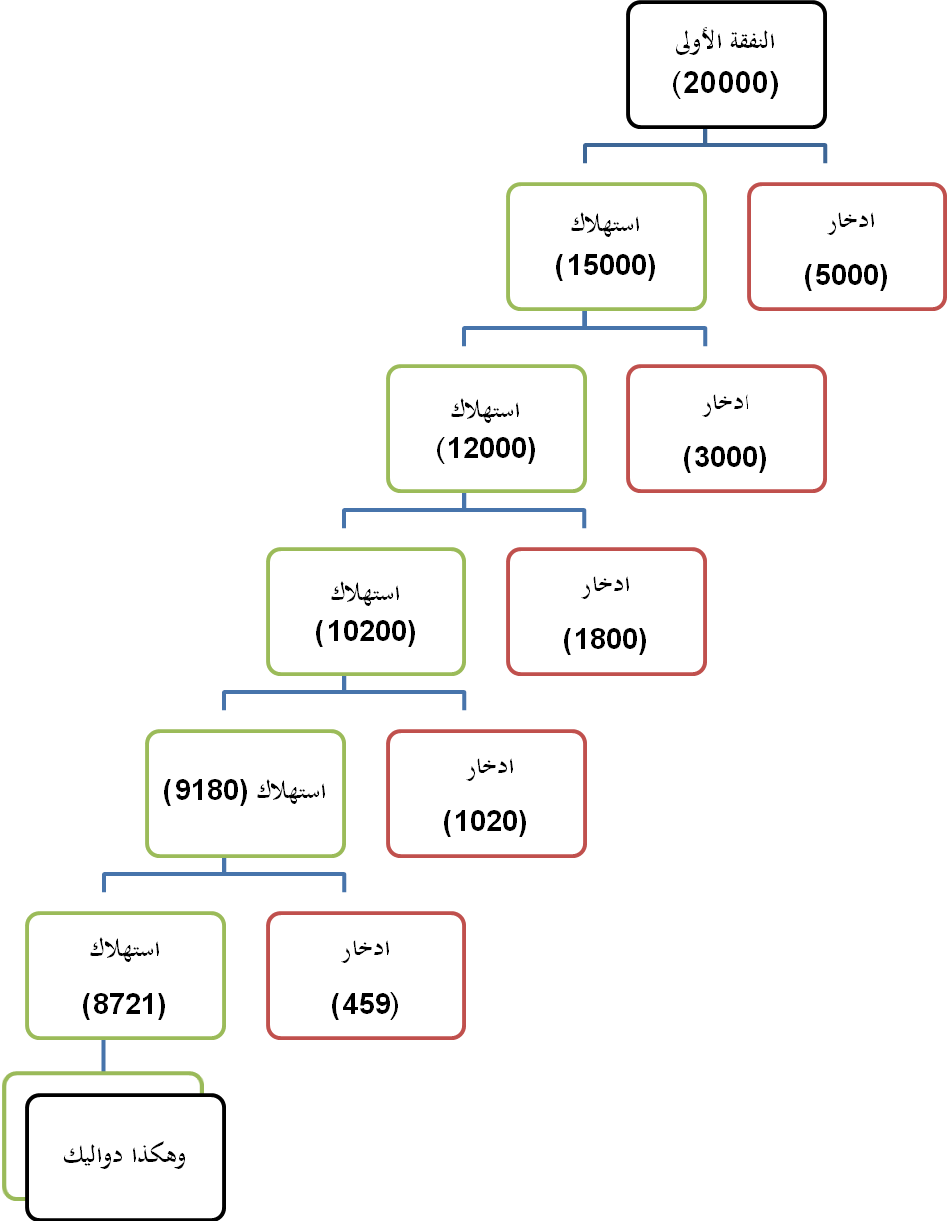 النفقة الأولى
(20000)
ادخار
(5000)
استهلاك
(15000)
ادخار
(3000)
استهلاك
(12000)
ادخار
(1800)
استهلاك
(10200)
ادخار
(1020)
استهلاك (9180)
ادخار
(459)
استهلاك
(8721)
وهكذا دواليك